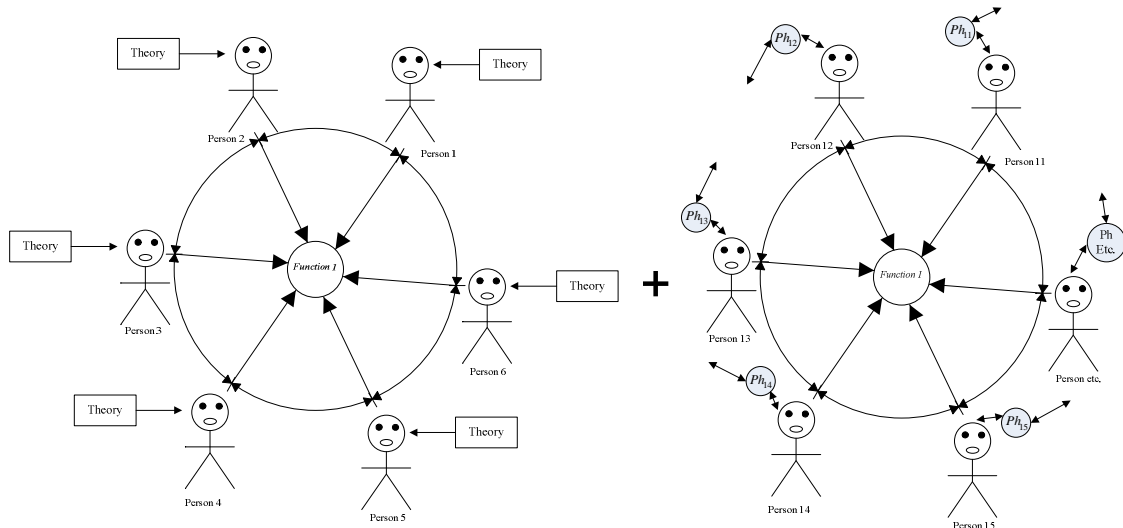 Theory
Person 2
Theory
Person 1
Theory
Person 3
Function 1
Theory
Person 6
Theory
Person 4
Theory
Person 5
+
Ph12
Person 12
Ph11
Person 11
Ph13
Person 13
Function 1
Ph
Etc.
Person etc.
Ph14
Person 14
Ph15
Person 15